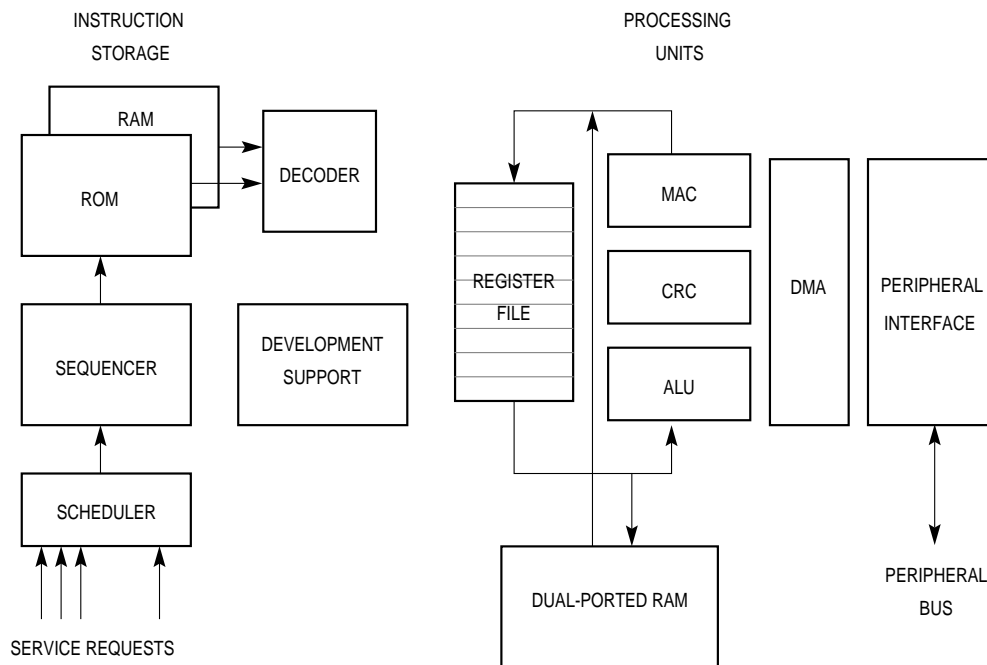 INSTRUCTION
STORAGE
RAM
ROM
DECODER
SEQUENCER
DEVELOPMENT
SUPPORT
SCHEDULER
SERVICE REQUESTS
PROCESSING
UNITS
REGISTER
FILE
MAC
CRC
ALU
DMA
PERIPHERAL
INTERFACE
DUAL-PORTED RAM
PERIPHERAL
BUS